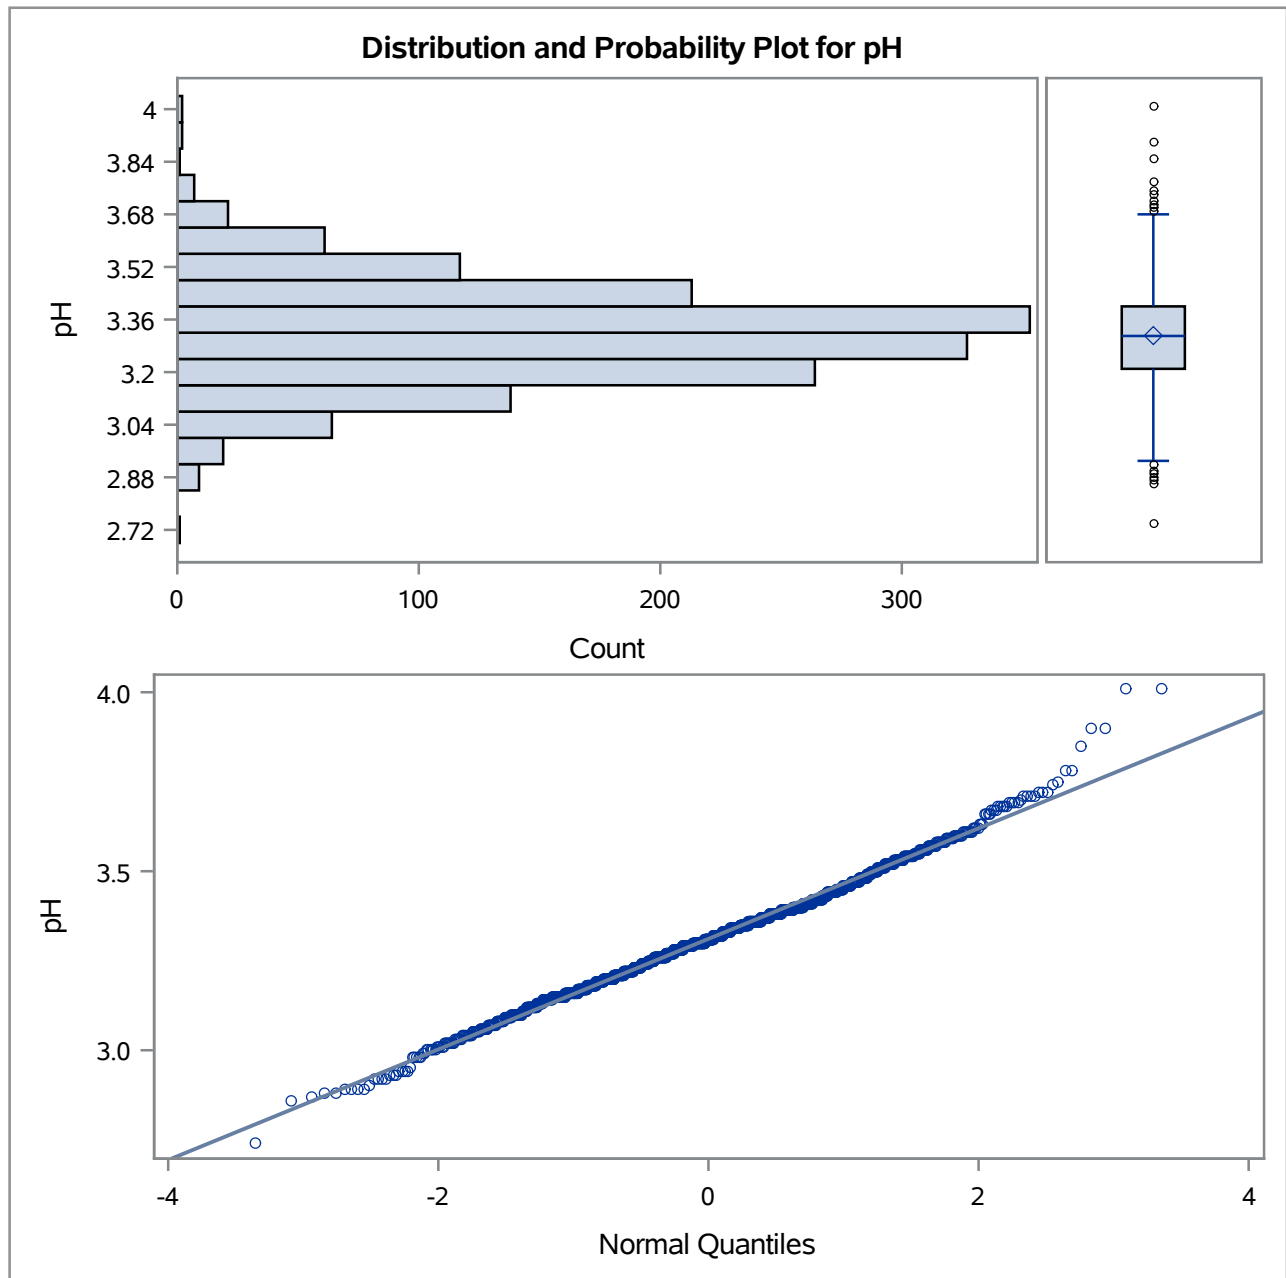 Distribution and Probability Plot for pH
4
3.84
3.68
3.52
3.36
3.2
3.04
2.88
2.72
pH
0 100 200 300
Count
4.0
3.5
3.0
pH
-4 -2 0 2 4
Normal Quantiles